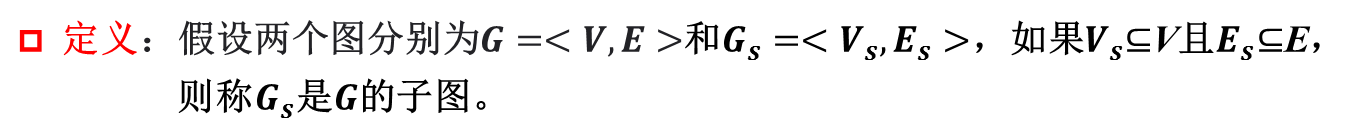 定义：假设两个图分别为G =< V, E >和Gₛ =< Vₛ, Eₛ >，如果Vₛ⊆V且Eₛ⊆E，
则称Gₛ是G的子图。